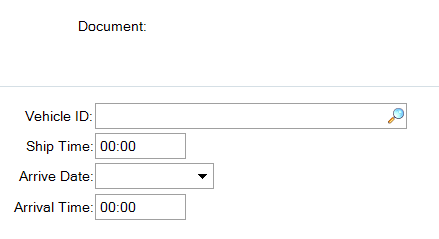 Document:
Vehicle ID:
Ship Time: 00:00
Arrive Date:
Arrival Time: 00:00